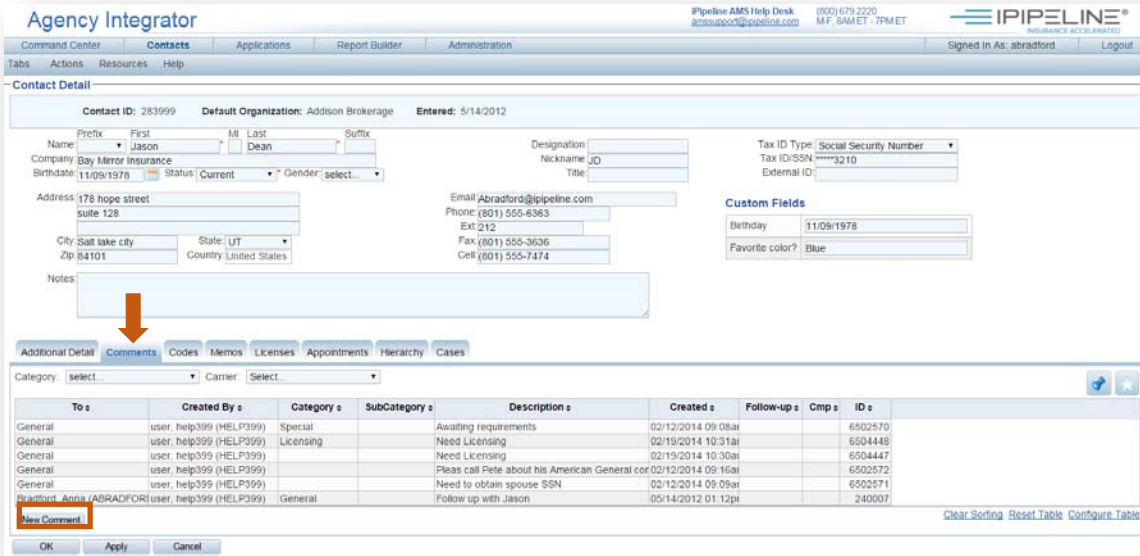 Agency Integrator
iPipeline AMS Help Desk (800) 679.2220
amssupport@ipipeline.com M-F, 8AM ET - 7PM ET
IPIPELINE®
INSURANCE ACCELERATED
Command Center Contacts Applications Report Builder Administration Signed In As: abradford Logout
Tabs Actions Resources Help
Contact Detail
Contact ID: 283999 Default Organization: Addison Brokerage Entered: 5/14/2012
Prefix First MI Last Suffix
Name: Jason * Dean * Designation: Tax ID Type: Social Security Number
Company: Bay Mirror Insurance Nickname: JD Tax ID/SSN: *****3210
Birthdate: 11/09/1978 Status: Current * Gender: select... Title: External ID:
Address: 178 hope street Email: Abradford@ipipeline.com Custom Fields
suite 128 Phone: (801) 555-6363
Ext: 212 Birthday 11/09/1978
City: Salt lake city State: UT Fax: (801) 555-3636
Zip: 84101 Country: United States Cell: (801) 555-7474 Favorite color? Blue
Notes:
Additional Detail Comments Codes Memos Licenses Appointments Hierarchy Cases
Category: select... Carrier: Select...
To Created By Category SubCategory Description Created Follow-up Cmp ID
General user, help399 (HELP399) Special Awaiting requirements 02/12/2014 09:08am 6502570
General user, help399 (HELP399) Licensing Need Licensing 02/19/2014 10:31am 6504448
General user, help399 (HELP399) Need Licensing 02/19/2014 10:30am 6504447
General user, help399 (HELP399) Pleas call Pete about his American General cor 02/12/2014 09:16am 6502572
General user, help399 (HELP399) Need to obtain spouse SSN 02/12/2014 09:09am 6502571
Bradford, Anna (ABRADFOR user, help399 (HELP399) General Follow up with Jason 05/14/2012 01:12pm 240007
New Comment Clear Sorting Reset Table Configure Table
OK Apply Cancel